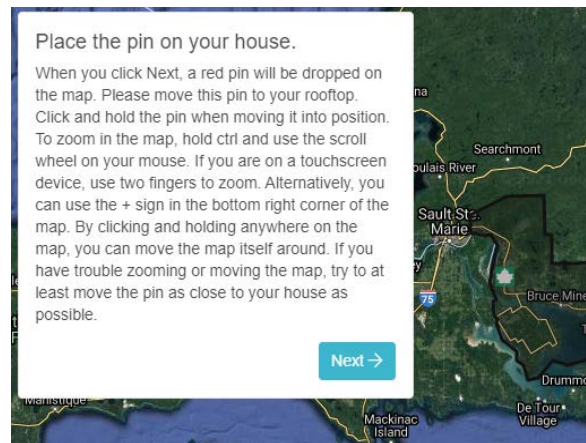 Place the pin on your house.
When you click Next, a red pin will be dropped on
the map. Please move this pin to your rooftop.
Click and hold the pin when moving it into position.
To zoom in the map, hold ctrl and use the scroll
wheel on your mouse. If you are on a touchscreen
device, use two fingers to zoom. Alternatively, you
can use the + sign in the bottom right corner of the
map. By clicking and holding anywhere on the
map, you can move the map itself around. If you
have trouble zooming or moving the map, try to at
least move the pin as close to your house as
possible.
Next →
na
Searchmont
oulais River
Sault Ste.
Marie
75
Bruce Mine
Drummo
De Tour
Village
Mackinac
Island
Manistique